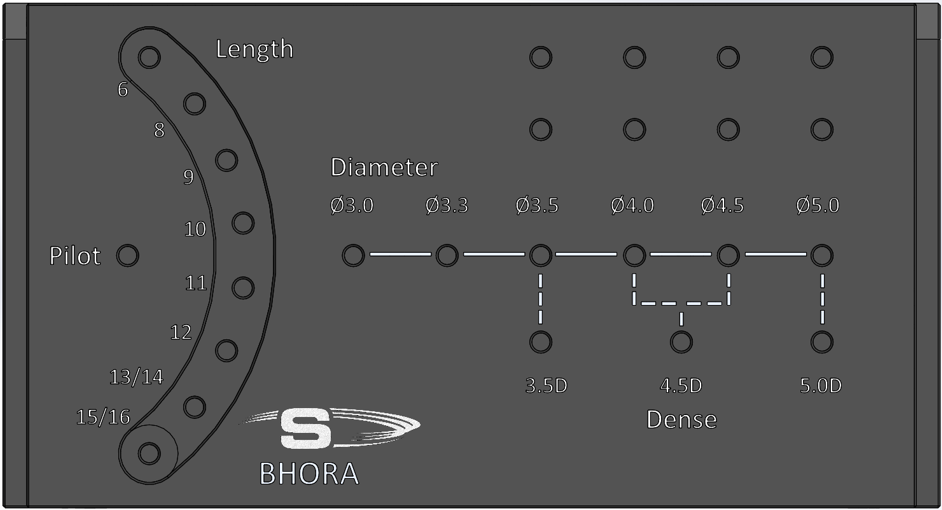 Length
6
8
9
10
11
12
13/14
15/16
Pilot
Diameter
Ø3.0 Ø3.3 Ø3.5 Ø4.0 Ø4.5 Ø5.0
3.5D 4.5D 5.0D
Dense
S
BHORA